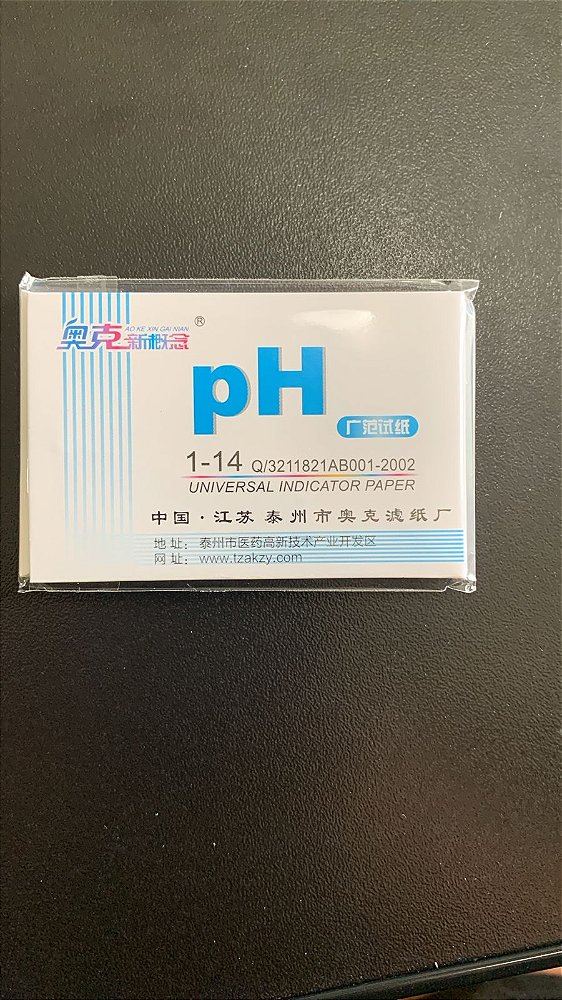 奥克 AO KE XIN GAI NIAN 新概念 ®
pH
广范试纸
1-14 Q/3211821AB001-2002
UNIVERSAL INDICATOR PAPER
中国·江苏 泰州市奥克滤纸厂
地址：泰州市医药高新技术产业开发区
网址：www.tzakzy.com